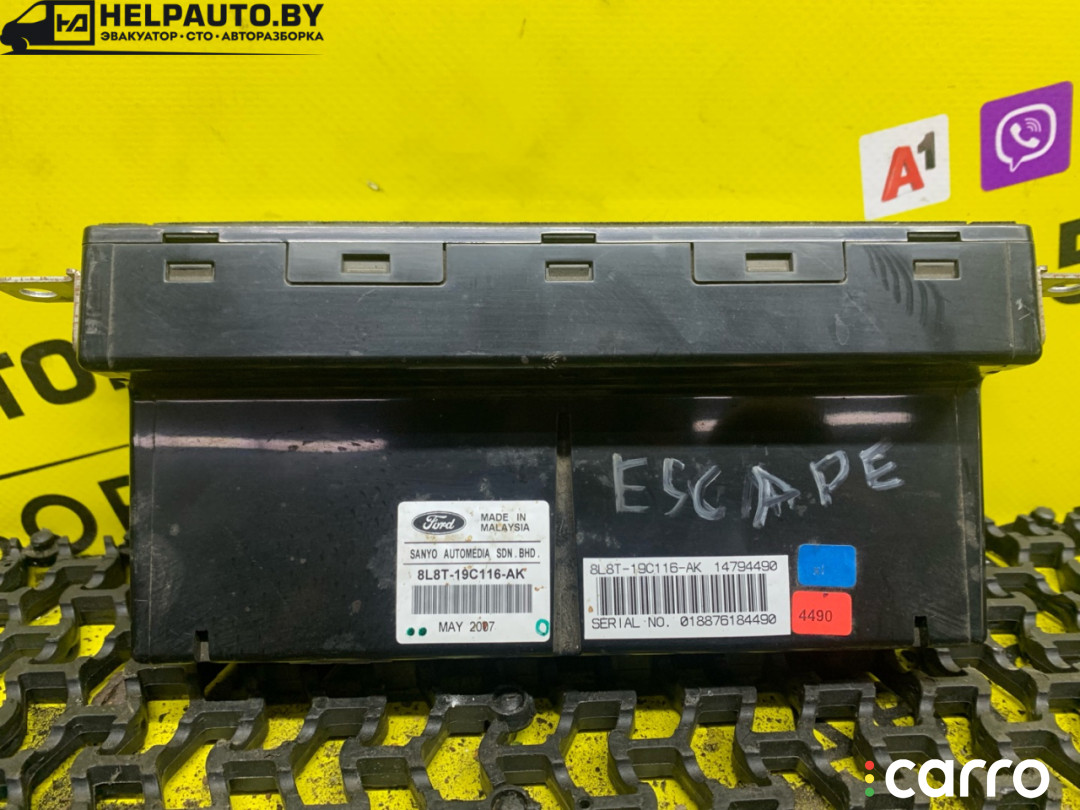 HELPAUTO.BY
ЭВАКУАТОР · СТО · АВТОРАЗБОРКА
A1
ESCAPE
Ford
MADE IN
MALAYSIA
SANYO AUTOMEDIA SDN.BHD.
8L8T-19C116-AK
MAY 2007
8L8T-19C116-AK 14794490
SERIAL NO. 018876184490
4490
carro